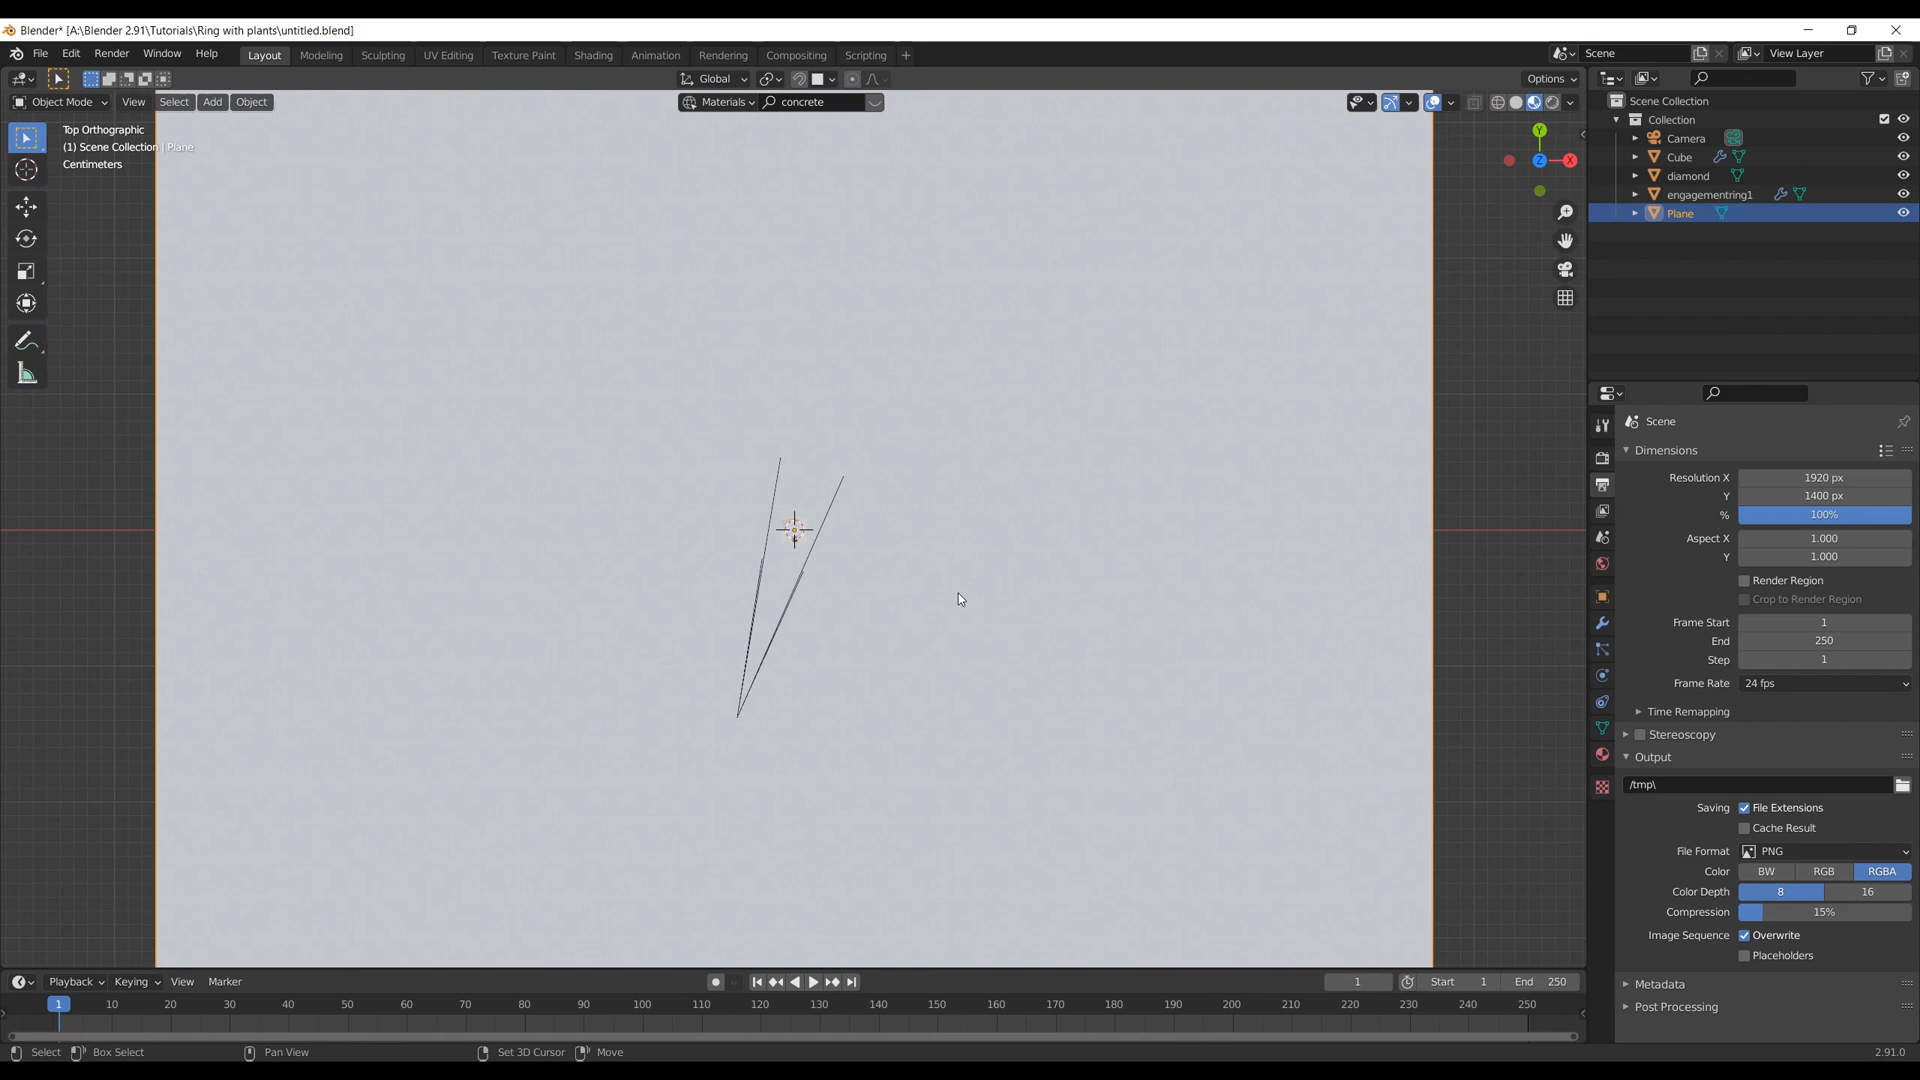 Blender* [A:\Blender 2.91\Tutorials\Ring with plants\untitled.blend]
File Edit Render Window Help Layout Modeling Sculpting UV Editing Texture Paint Shading Animation Rendering Compositing Scripting + Scene View Layer
Global Options
Object Mode View Select Add Object Materials concrete
Top Orthographic
(1) Scene Collection | Plane
Centimeters
Y
Z
X
Scene Collection
Collection
Camera
Cube
diamond
engagementring1
Plane
Scene
Dimensions
Resolution X 1920 px
Y 1400 px
% 100%
Aspect X 1.000
Y 1.000
Render Region
Crop to Render Region
Frame Start 1
End 250
Step 1
Frame Rate 24 fps
Time Remapping
Stereoscopy
Output
/tmp\
Saving File Extensions
Cache Result
File Format PNG
Color BW RGB RGBA
Color Depth 8 16
Compression 15%
Image Sequence Overwrite
Placeholders
Metadata
Post Processing
Playback Keying View Marker 1 Start 1 End 250
1 10 20 30 40 50 60 70 80 90 100 110 120 130 140 150 160 170 180 190 200 210 220 230 240 250
Select Box Select Pan View Set 3D Cursor Move 2.91.0